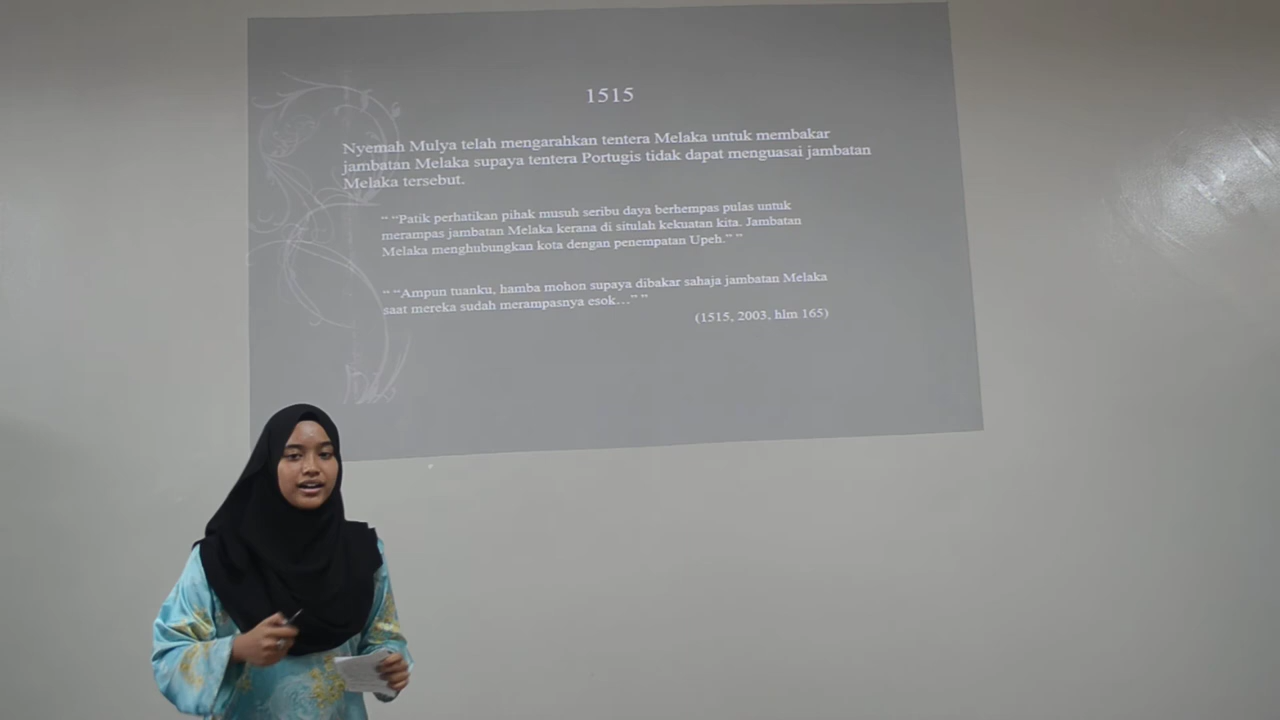 1515
Nyemah Mulya telah mengarahkan tentera Melaka untuk membakar
jambatan Melaka supaya tentera Portugis tidak dapat menguasai jambatan
Melaka tersebut.
“ “Patik perhatikan pihak musuh seribu daya berhempas pulas untuk
merampas jambatan Melaka kerana di situlah kekuatan kita. Jambatan
Melaka menghubungkan kota dengan penempatan Upeh.” ”
“ “Ampun tuanku, hamba mohon supaya dibakar sahaja jambatan Melaka
saat mereka sudah merampasnya esok…” ”
(1515, 2003, hlm 165)